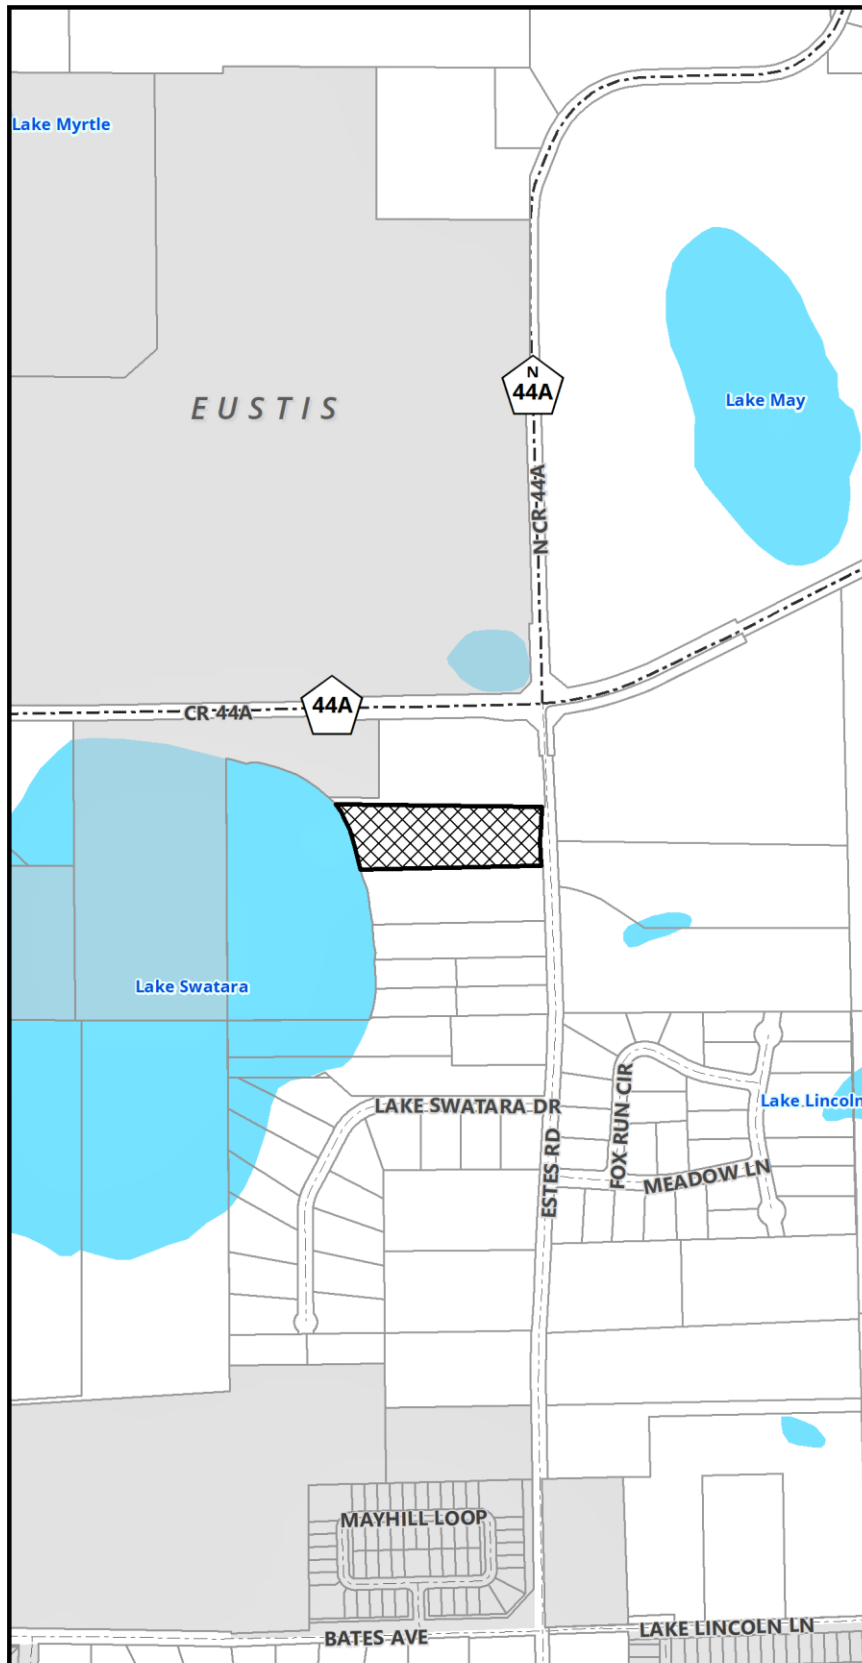 Lake Myrtle
EUSTIS
N
44A
Lake May
N CR 44A
44A
CR 44A
Lake Swatara
LAKE SWATARA DR
ESTES RD
FOX RUN CIR
MEADOW LN
Lake Lincoln
MAYHILL LOOP
BATES AVE
LAKE LINCOLN LN